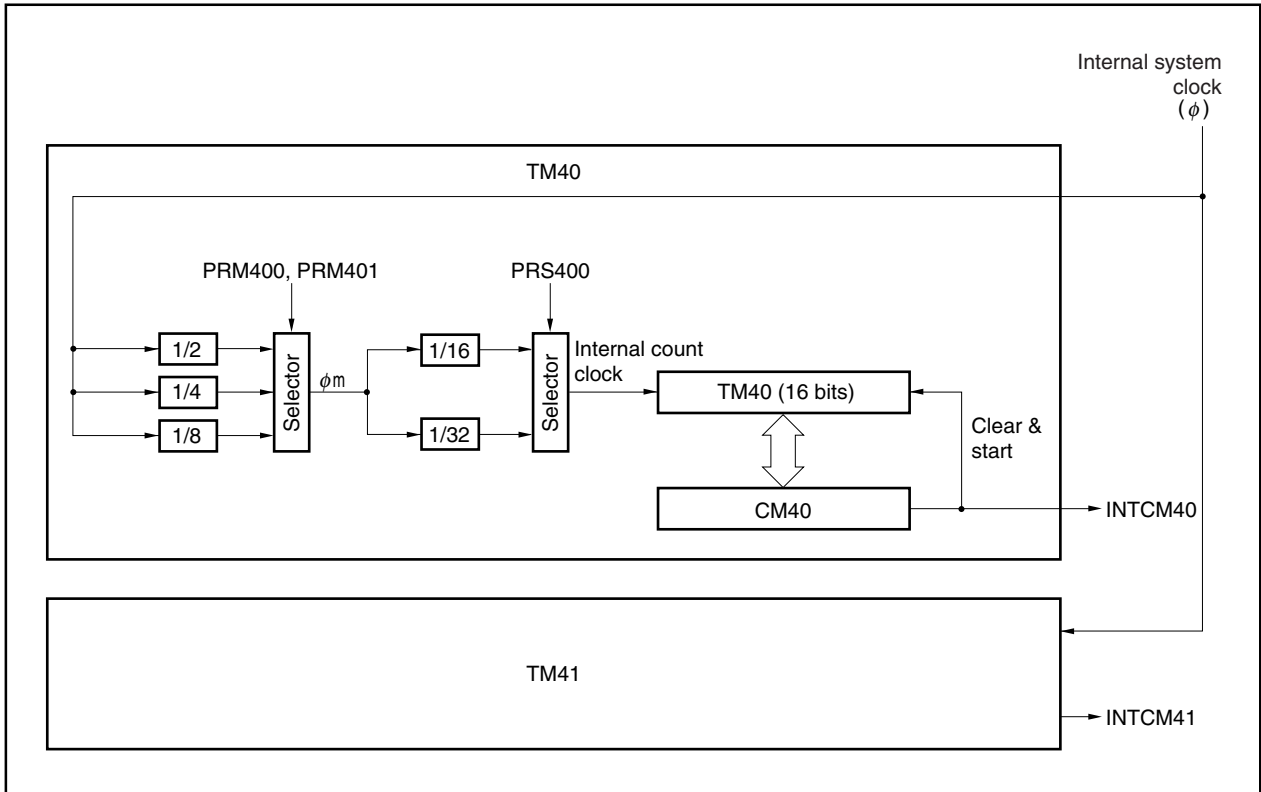 Internal system
clock
(φ)
TM40
PRM400, PRM401
PRS400
1/2
1/4
1/8
Selector
φm
1/16
1/32
Selector
Internal count
clock
TM40 (16 bits)
Clear &
start
CM40
INTCM40
TM41
INTCM41